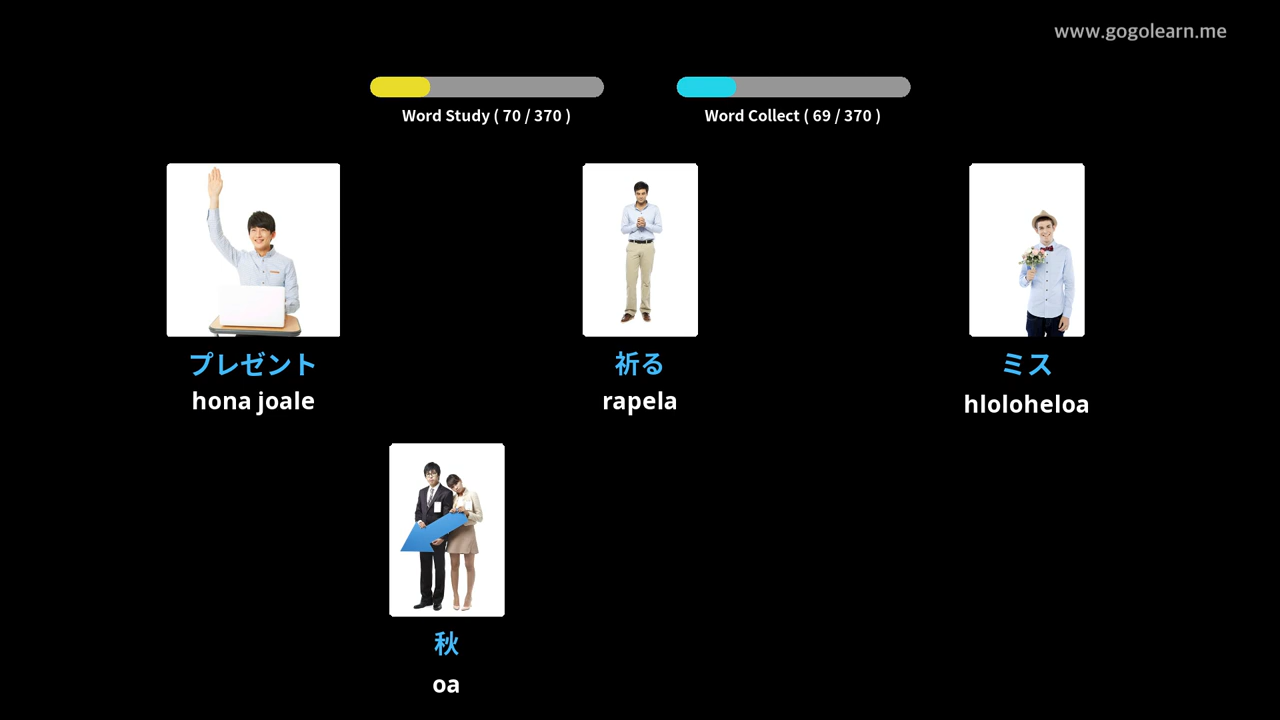 www.gogolearn.me
Word Study ( 70 / 370 )
Word Collect ( 69 / 370 )
プレゼント
hona joale
祈る
rapela
ミス
hloloheloa
秋
oa